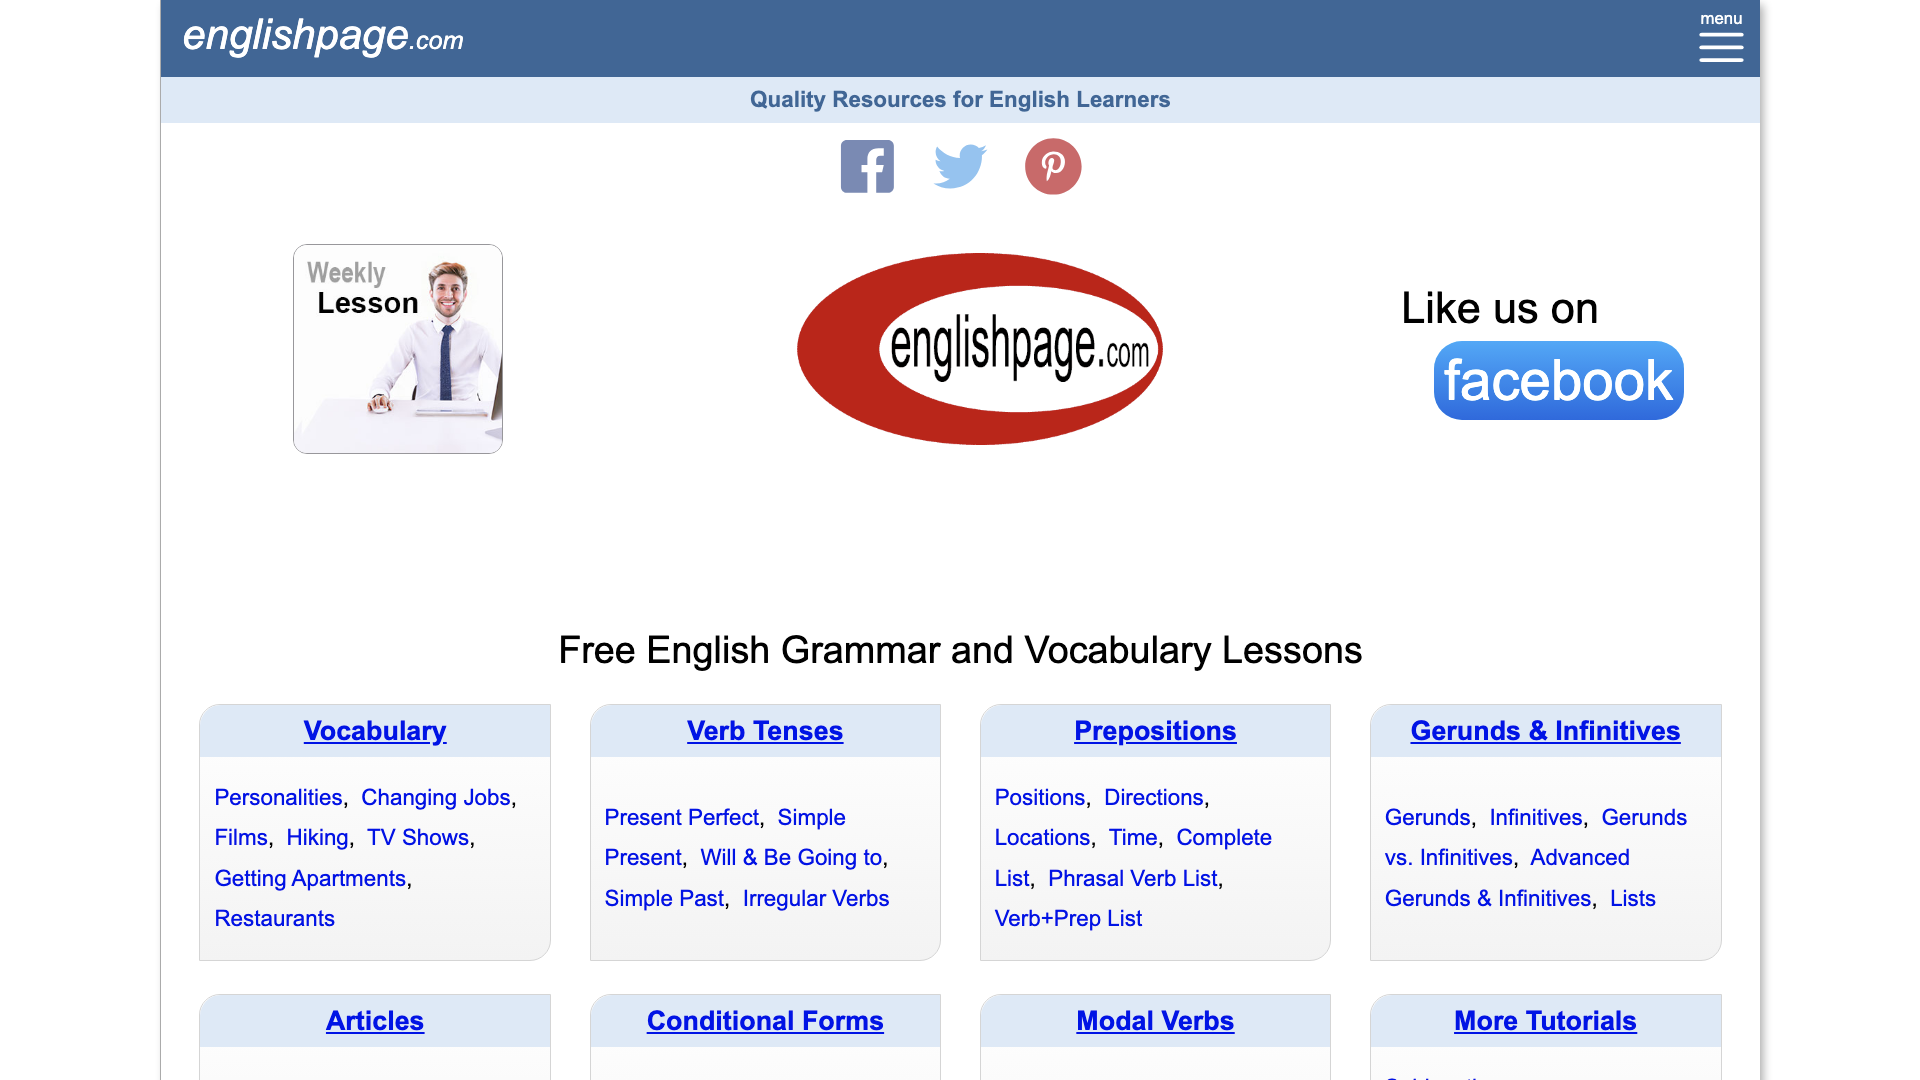 englishpage.com
menu
Quality Resources for English Learners
Weekly
Lesson
englishpage.com
Like us on
facebook
Free English Grammar and Vocabulary Lessons
Vocabulary
Personalities, Changing Jobs,
Films, Hiking, TV Shows,
Getting Apartments,
Restaurants
Verb Tenses
Present Perfect, Simple
Present, Will & Be Going to,
Simple Past, Irregular Verbs
Prepositions
Positions, Directions,
Locations, Time, Complete
List, Phrasal Verb List,
Verb+Prep List
Gerunds & Infinitives
Gerunds, Infinitives, Gerunds
vs. Infinitives, Advanced
Gerunds & Infinitives, Lists
Articles
Conditional Forms
Modal Verbs
More Tutorials